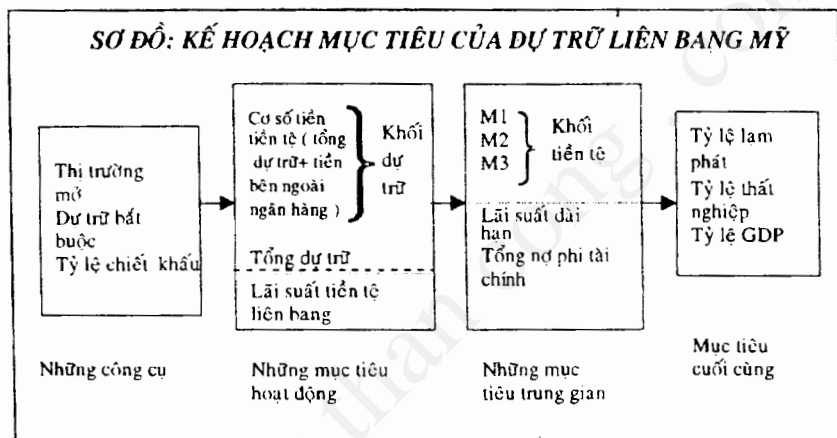 SƠ ĐỒ: KẾ HOẠCH MỤC TIÊU CỦA DỰ TRỮ LIÊN BANG MỸ
Thị trường
mở
Dự trữ bắt
buộc
Tỷ lệ chiết khấu
Những công cụ
Cơ số tiền
tiền tệ ( tổng
dự trữ+ tiền
bên ngoài
ngân hàng )
Khối
dự
trữ
Tổng dự trữ
Lãi suất tiền tệ
liên bang
Những mục tiêu
hoạt động
M1
M2
M3
Khối
tiền tệ
Lãi suất dài
hạn
Tổng nợ phi tài
chính
Những mục
tiêu trung gian
Tỷ lệ lạm
phát
Tỷ lệ thất
nghiệp
Tỷ lệ GDP
Mục tiêu
cuối cùng
than cong . com